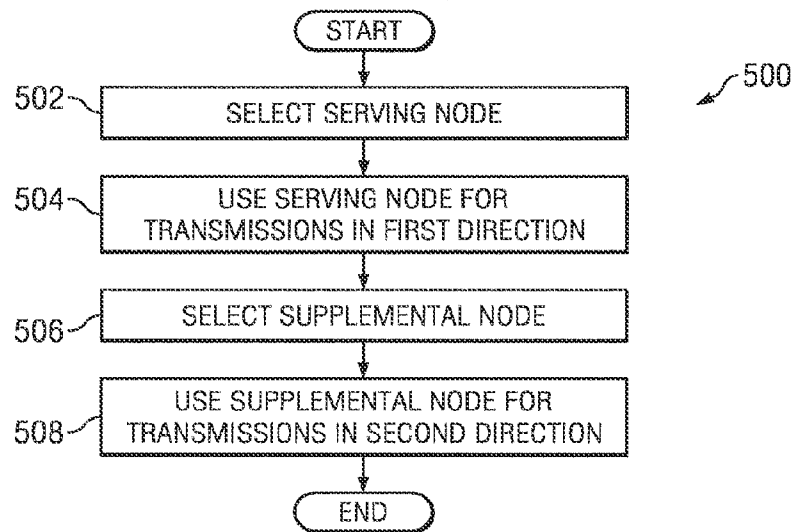 START
500
502
SELECT SERVING NODE
504
USE SERVING NODE FOR
TRANSMISSIONS IN FIRST DIRECTION
506
SELECT SUPPLEMENTAL NODE
508
USE SUPPLEMENTAL NODE FOR
TRANSMISSIONS IN SECOND DIRECTION
END